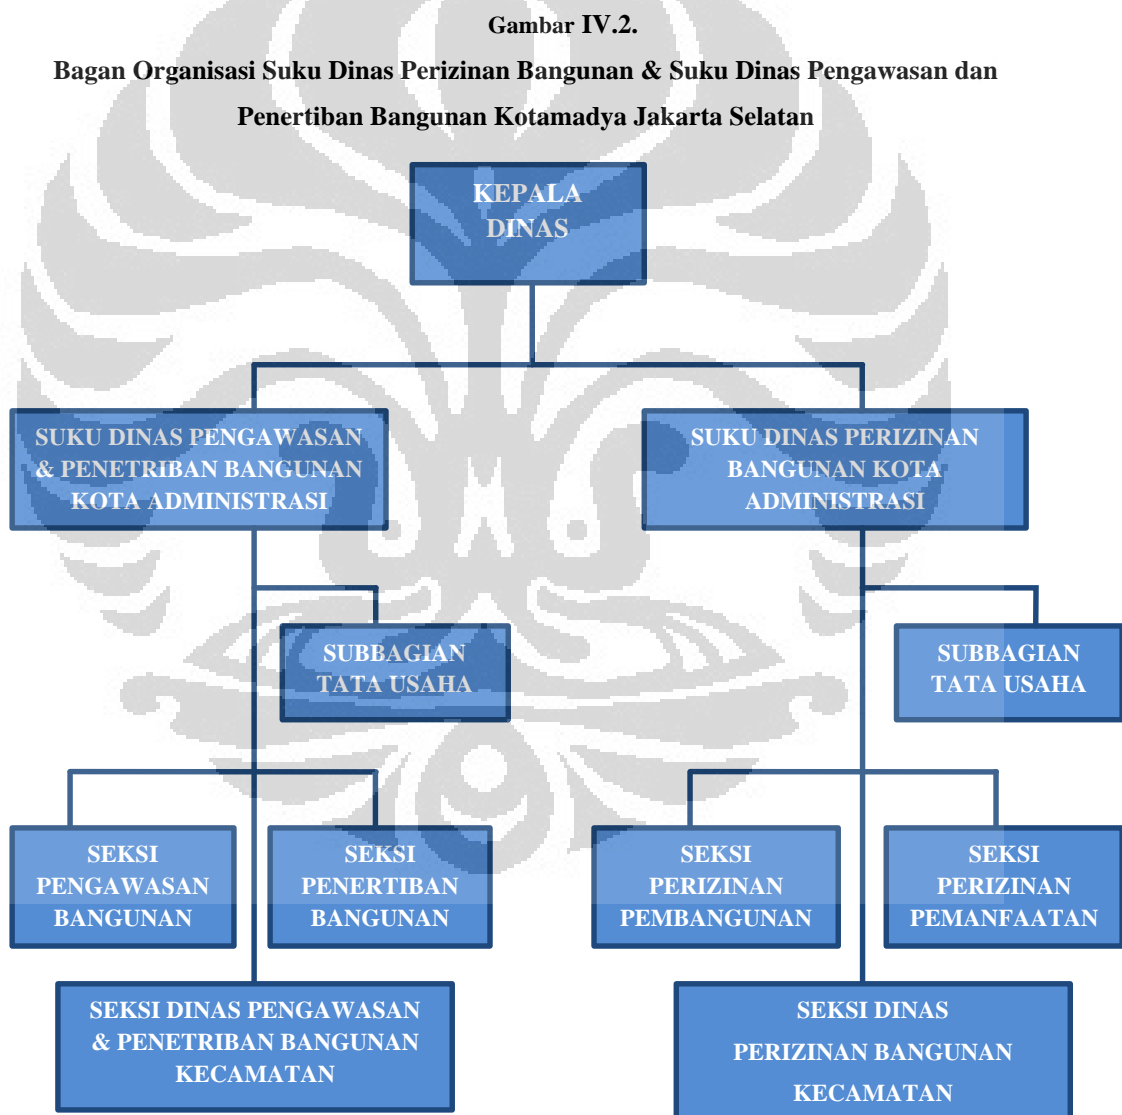 Gambar IV.2.
Bagan Organisasi Suku Dinas Perizinan Bangunan & Suku Dinas Pengawasan dan
Penertiban Bangunan Kotamadya Jakarta Selatan
KEPALA
DINAS
SUKU DINAS PENGAWASAN
& PENETRIBAN BANGUNAN
KOTA ADMINISTRASI
SUKU DINAS PERIZINAN
BANGUNAN KOTA
ADMINISTRASI
SUBBAGIAN
TATA USAHA
SUBBAGIAN
TATA USAHA
SEKSI
PENGAWASAN
BANGUNAN
SEKSI
PENERTIBAN
BANGUNAN
SEKSI
PERIZINAN
PEMBANGUNAN
SEKSI
PERIZINAN
PEMANFAATAN
SEKSI DINAS PENGAWASAN
& PENETRIBAN BANGUNAN
KECAMATAN
SEKSI DINAS
PERIZINAN BANGUNAN
KECAMATAN